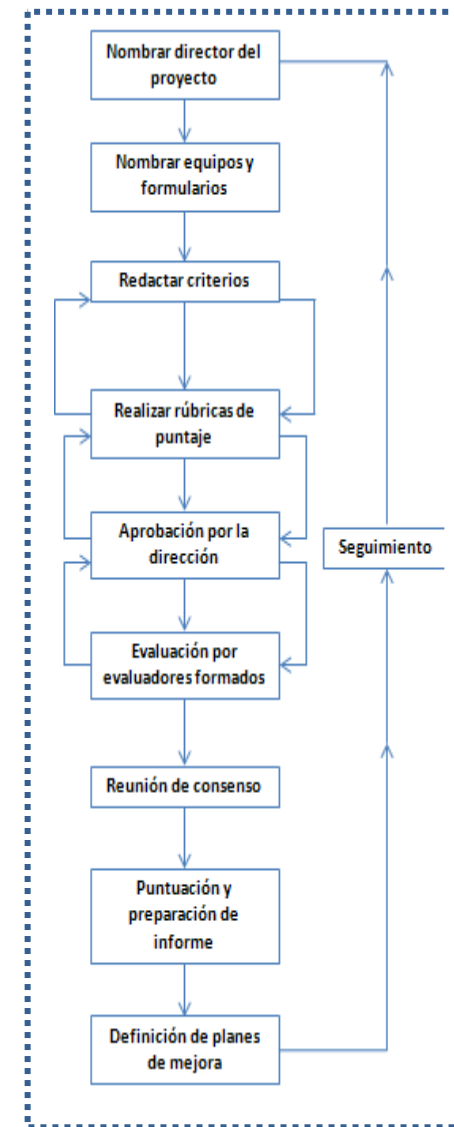 Nombrar director del
proyecto
Nombrar equipos y
formularios
Redactar criterios
Realizar rúbricas de
puntaje
Aprobación por la
dirección
Seguimiento
Evaluación por
evaluadores formados
Reunión de consenso
Puntuación y
preparación de
informe
Definición de planes
de mejora